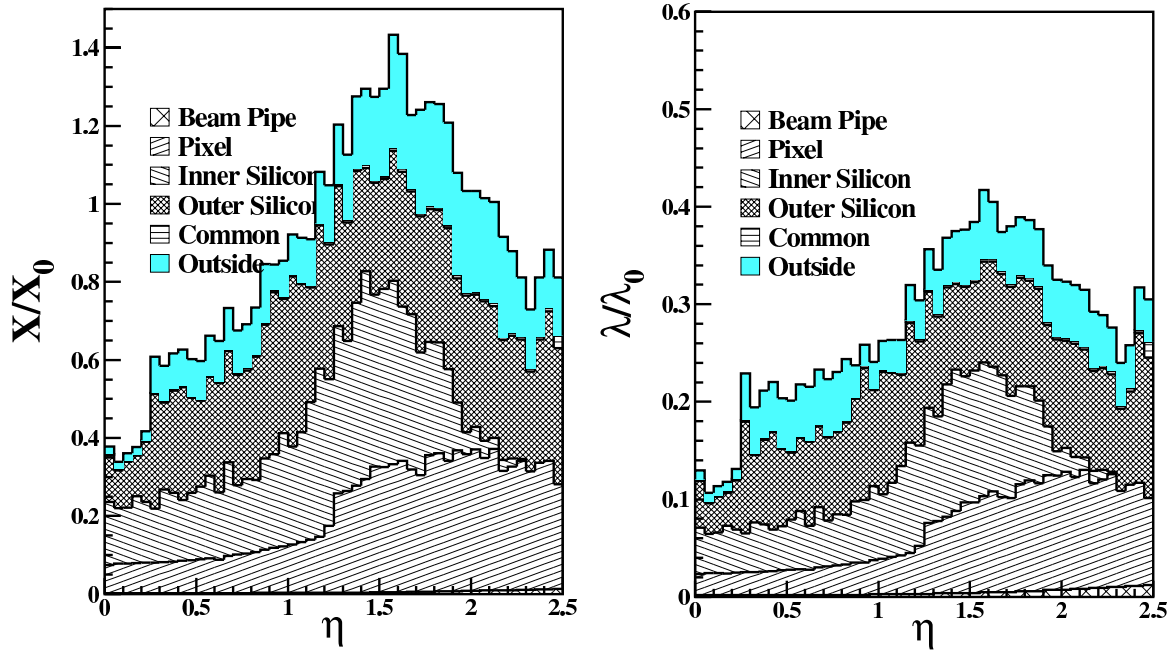 X/X0
1.4
1.2
1
0.8
0.6
0.4
0.2
0
Beam Pipe
Pixel
Inner Silicon
Outer Silicon
Common
Outside
0 0.5 1 1.5 2 2.5
η
λ/λ0
0.6
0.5
0.4
0.3
0.2
0.1
0
Beam Pipe
Pixel
Inner Silicon
Outer Silicon
Common
Outside
0 0.5 1 1.5 2 2.5
η